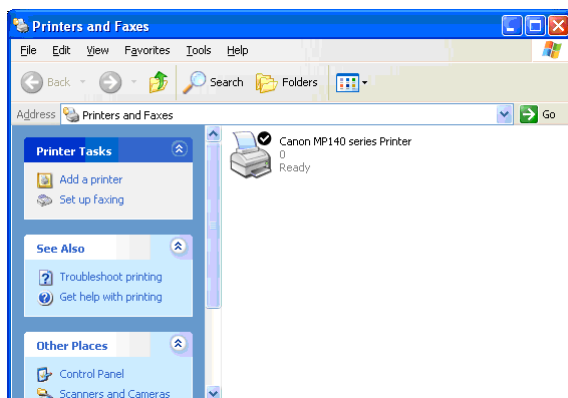 Printers and Faxes
File Edit View Favorites Tools Help
Back Search Folders
Address Printers and Faxes Go
Printer Tasks
Add a printer
Set up faxing
See Also
Troubleshoot printing
Get help with printing
Other Places
Control Panel
Scanners and Cameras
Canon MP140 series Printer
0
Ready